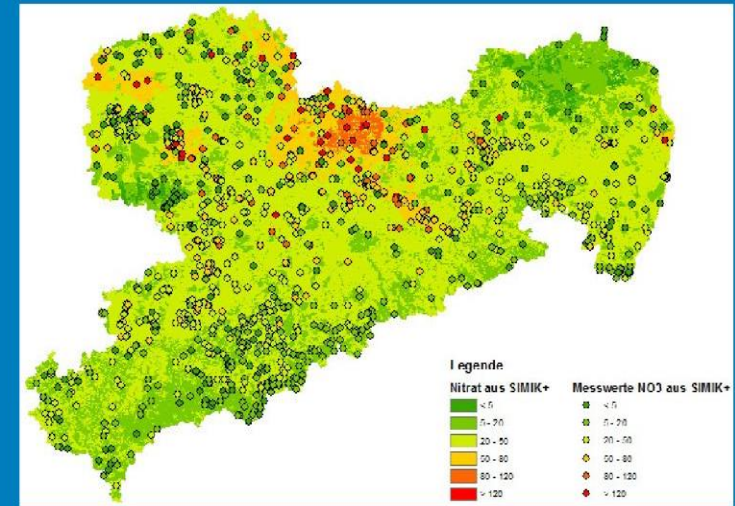 Legende
Nitrat aus SIMIK+
< 5
5 - 20
20 - 50
50 - 80
80 - 120
> 120
Messwerte NO3 aus SIMIK+
< 5
5 - 20
20 - 50
50 - 80
80 - 120
> 120